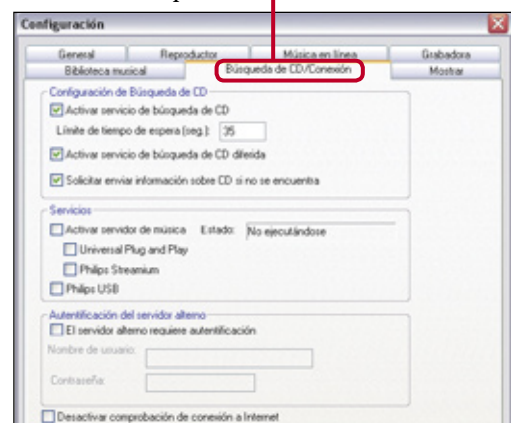 Configuración
General Reproductor Música en línea Grabadora
Biblioteca musical Búsqueda de CD/Conexión Mostrar
Configuración de Búsqueda de CD
Activar servicio de búsqueda de CD
Límite de tiempo de espera (seg.): 35
Activar servicio de búsqueda de CD diferida
Solicitar enviar información sobre CD si no se encuentra
Servicios
Activar servidor de música Estado: No ejecutándose
Universal Plug and Play
Philips Streamium
Philips USB
Autentificación del servidor alterno
El servidor alterno requiere autentificación
Nombre de usuario:
Contraseña:
Desactivar comprobación de conexión a Internet